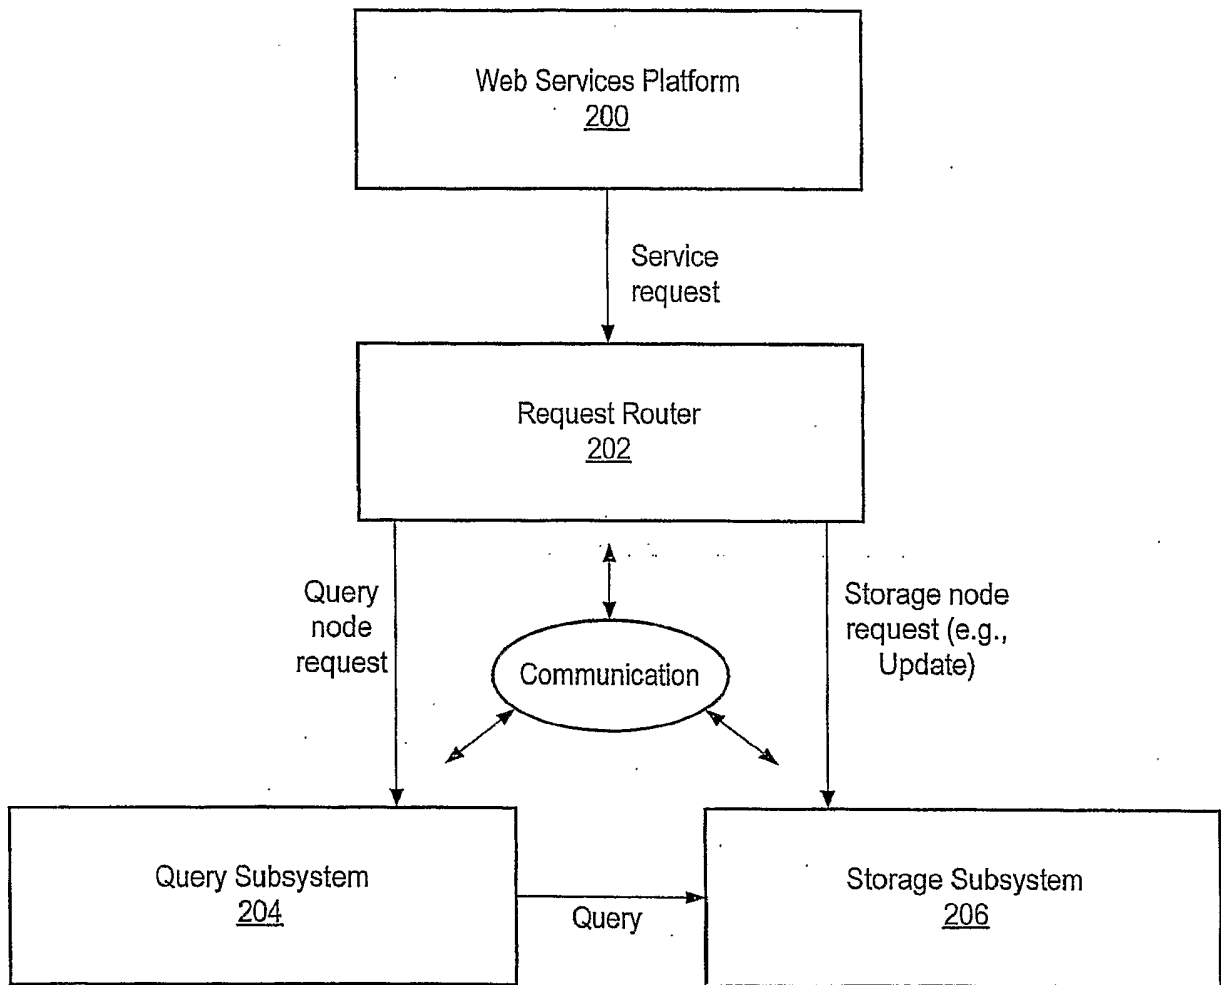 Web Services Platform
200
Service
request
Request Router
202
Query
node
request
Communication
Storage node
request (e.g.,
Update)
Query Subsystem
204
Query
Storage Subsystem
206